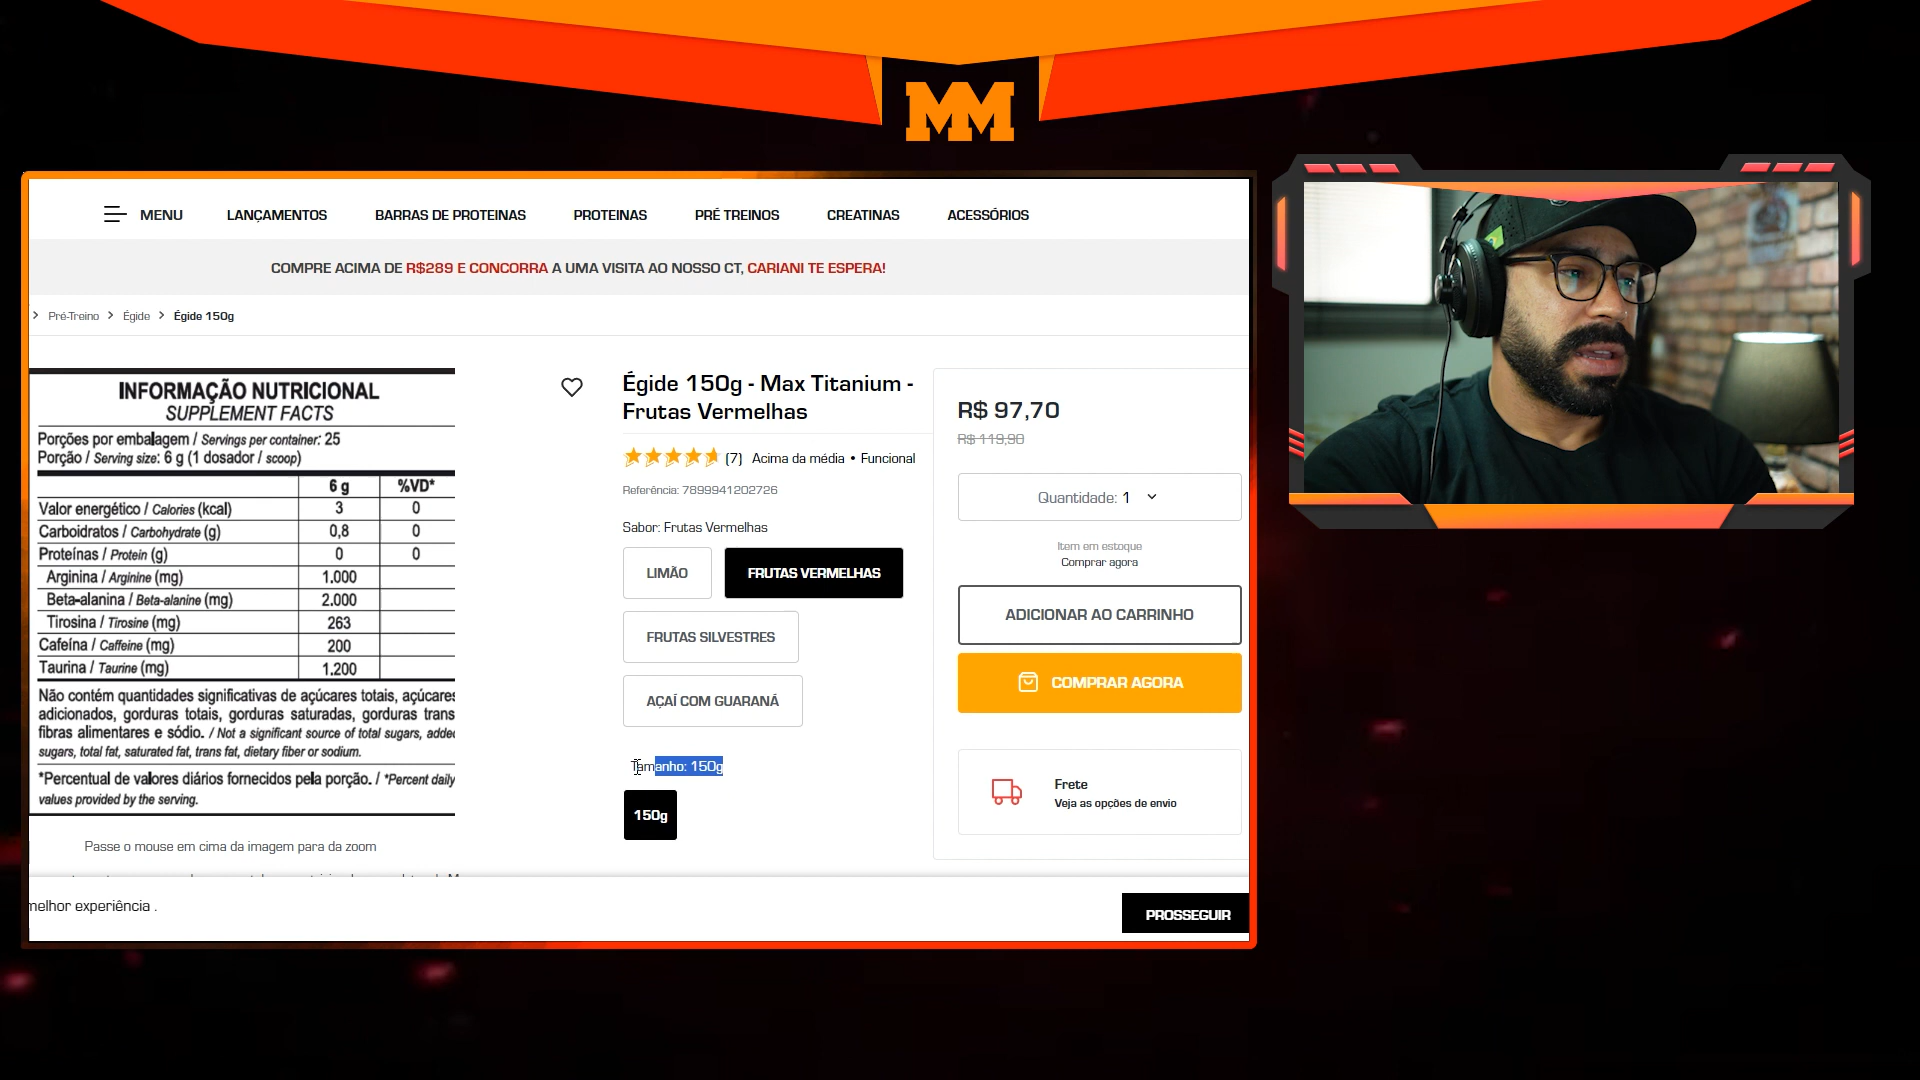 MM
MENU
LANÇAMENTOS
BARRAS DE PROTEINAS
PROTEINAS
PRÉ TREINOS
CREATINAS
ACESSÓRIOS
COMPRE ACIMA DE R$289 E CONCORRA A UMA VISITA AO NOSSO CT, CARIANI TE ESPERA!
Pré-Treino > Égide > Égide 150g
INFORMAÇÃO NUTRICIONAL
SUPPLEMENT FACTS
Porções por embalagem / Servings per container: 25
Porção / Serving size: 6 g (1 dosador / scoop)
6 g %VD*
Valor energético / Calories (kcal) 3 0
Carboidratos / Carbohydrate (g) 0,8 0
Proteínas / Protein (g) 0 0
Arginina / Arginine (mg) 1.000
Beta-alanina / Beta-alanine (mg) 2.000
Tirosina / Tirosine (mg) 263
Cafeína / Caffeine (mg) 200
Taurina / Taurine (mg) 1.200
Não contém quantidades significativas de açúcares totais, açúcares
adicionados, gorduras totais, gorduras saturadas, gorduras trans
fibras alimentares e sódio. / Not a significant source of total sugars, added
sugars, total fat, saturated fat, trans fat, dietary fiber or sodium.
*Percentual de valores diários fornecidos pela porção. / *Percent daily
values provided by the serving.
Passe o mouse em cima da imagem para da zoom
Égide 150g - Max Titanium -
Frutas Vermelhas
(7) Acima da média • Funcional
Referência: 7899941202726
Sabor: Frutas Vermelhas
LIMÃO
FRUTAS VERMELHAS
FRUTAS SILVESTRES
AÇAÍ COM GUARANÁ
Tamanho: 150g
150g
R$ 97,70
R$ 119,90
Quantidade: 1
Item em estoque
Comprar agora
ADICIONAR AO CARRINHO
COMPRAR AGORA
Frete
Veja as opções de envio
melhor experiência .
PROSSEGUIR